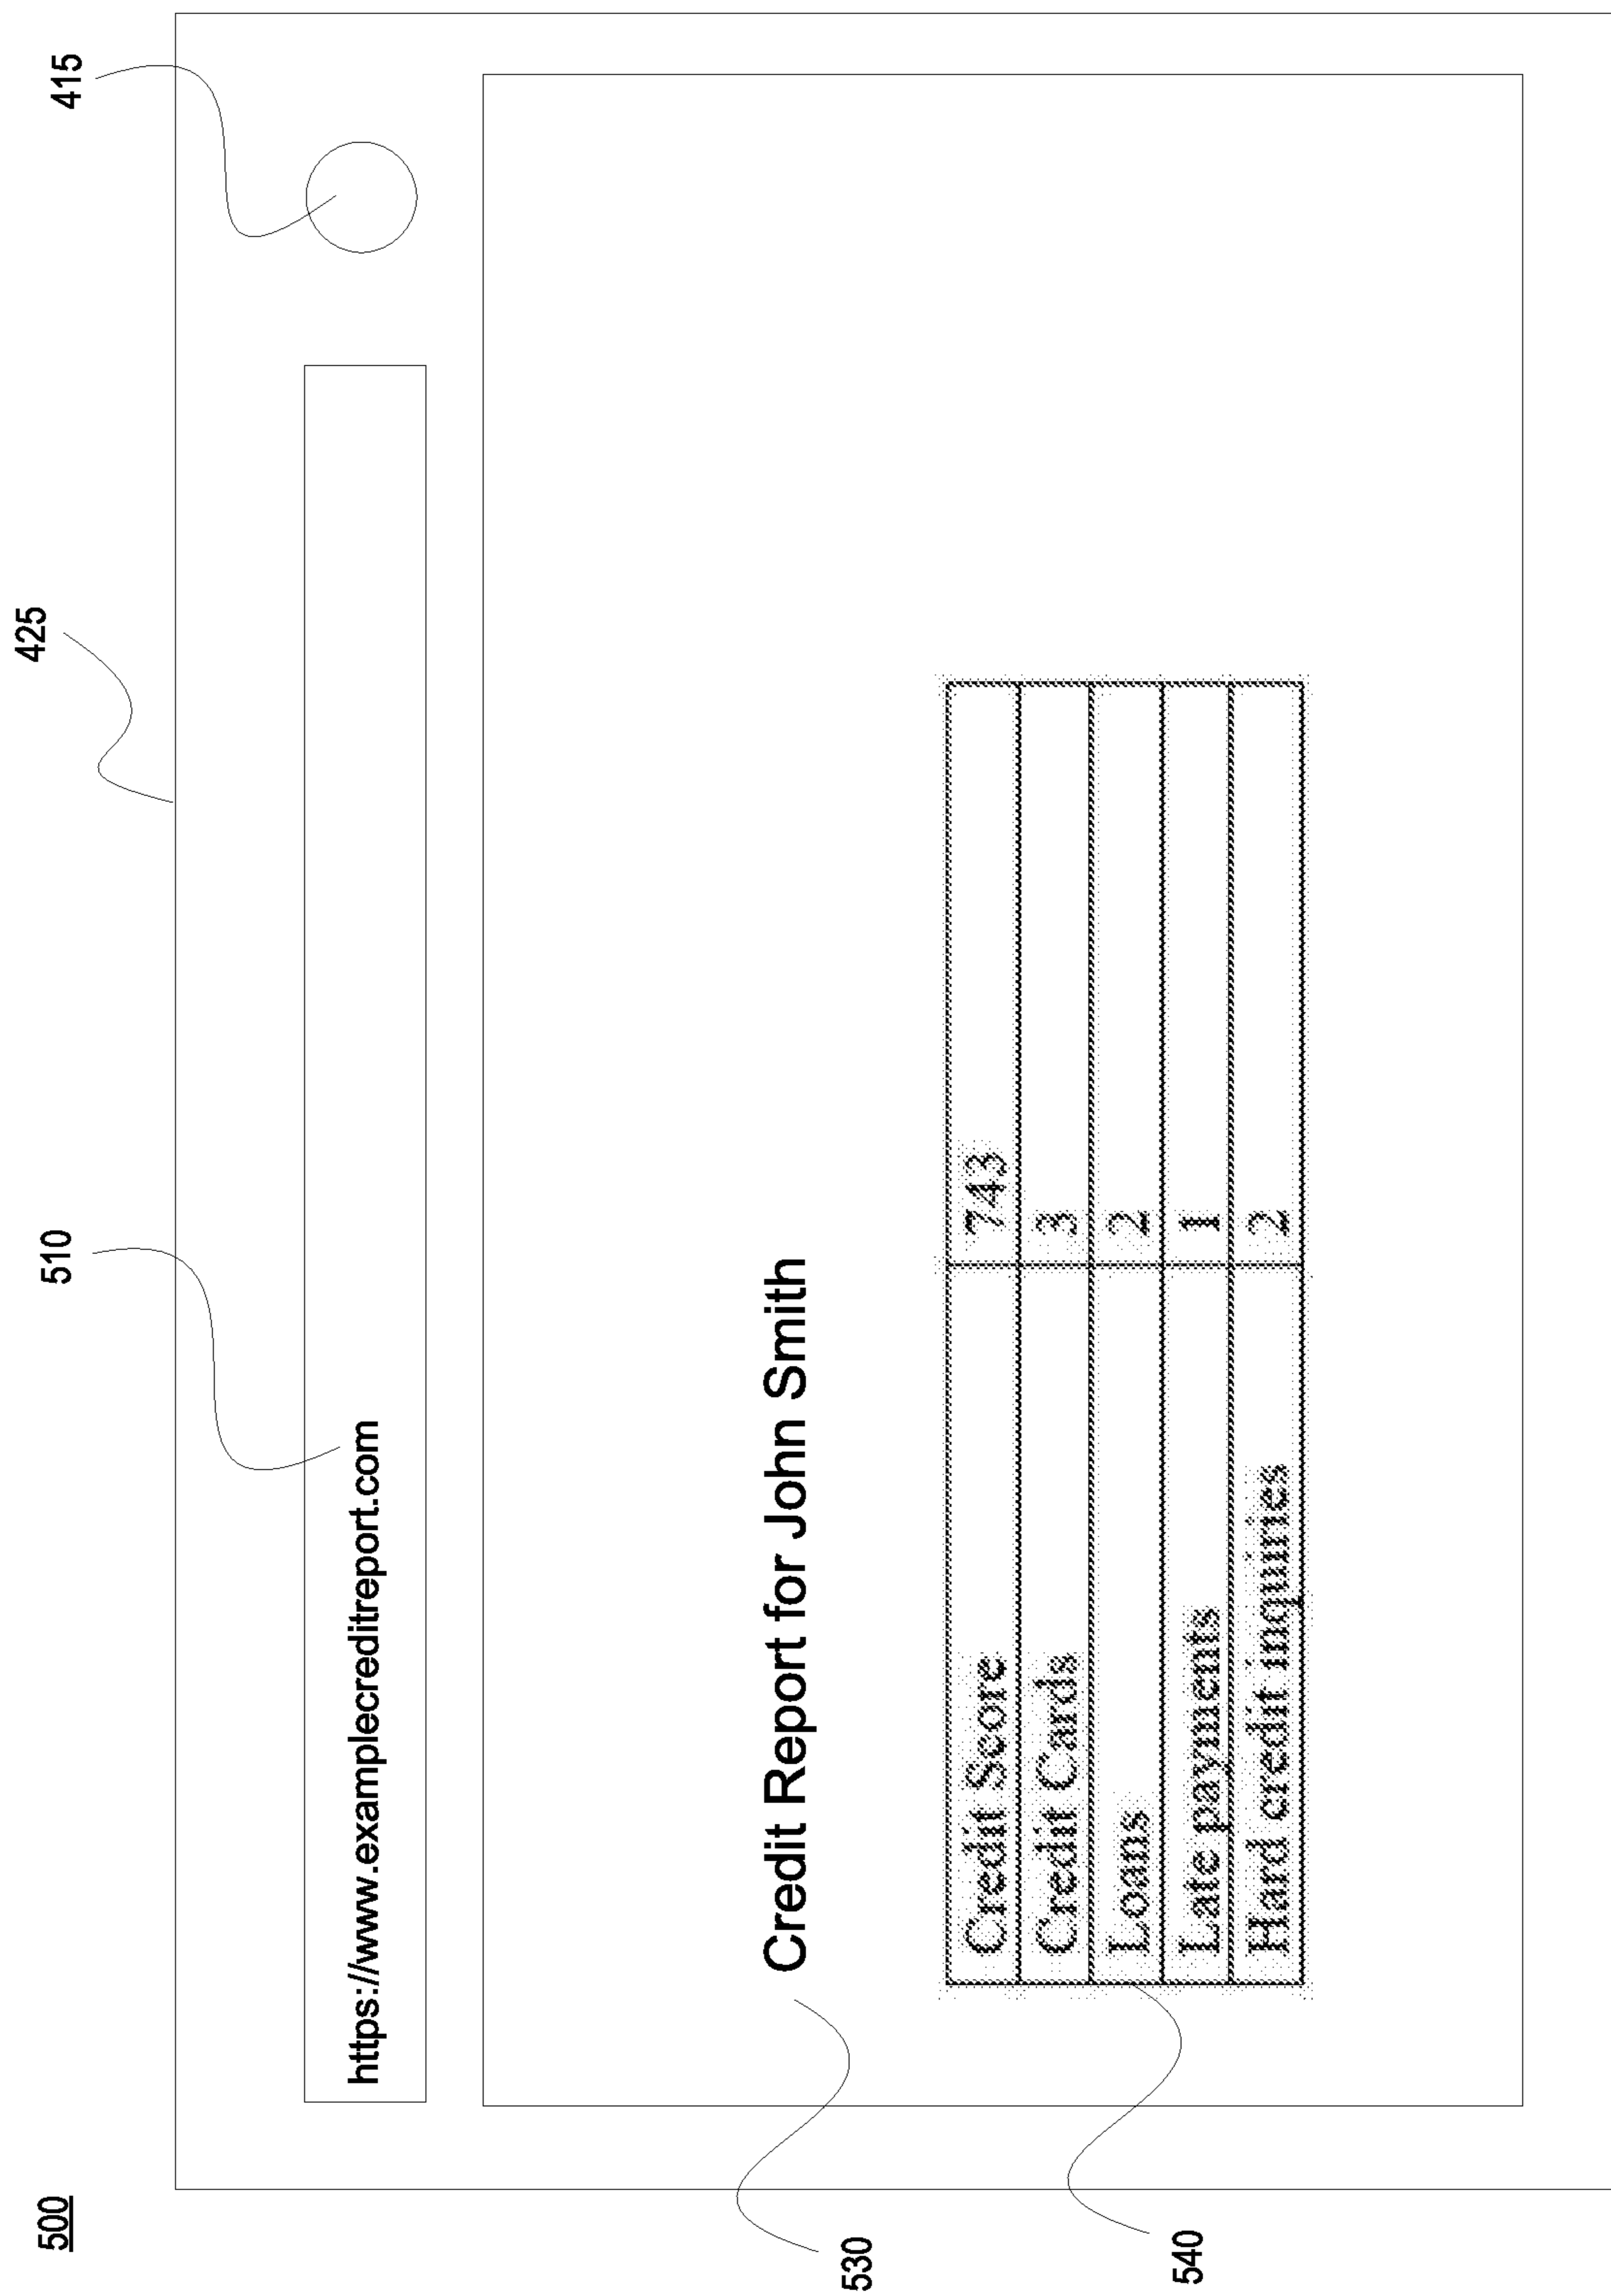 500
425
415
510
https://www.examplecreditreport.com
530
Credit Report for John Smith
540
Credit Score 743
Credit Cards 3
Loans 2
Late payments 1
Hard credit inquiries 2